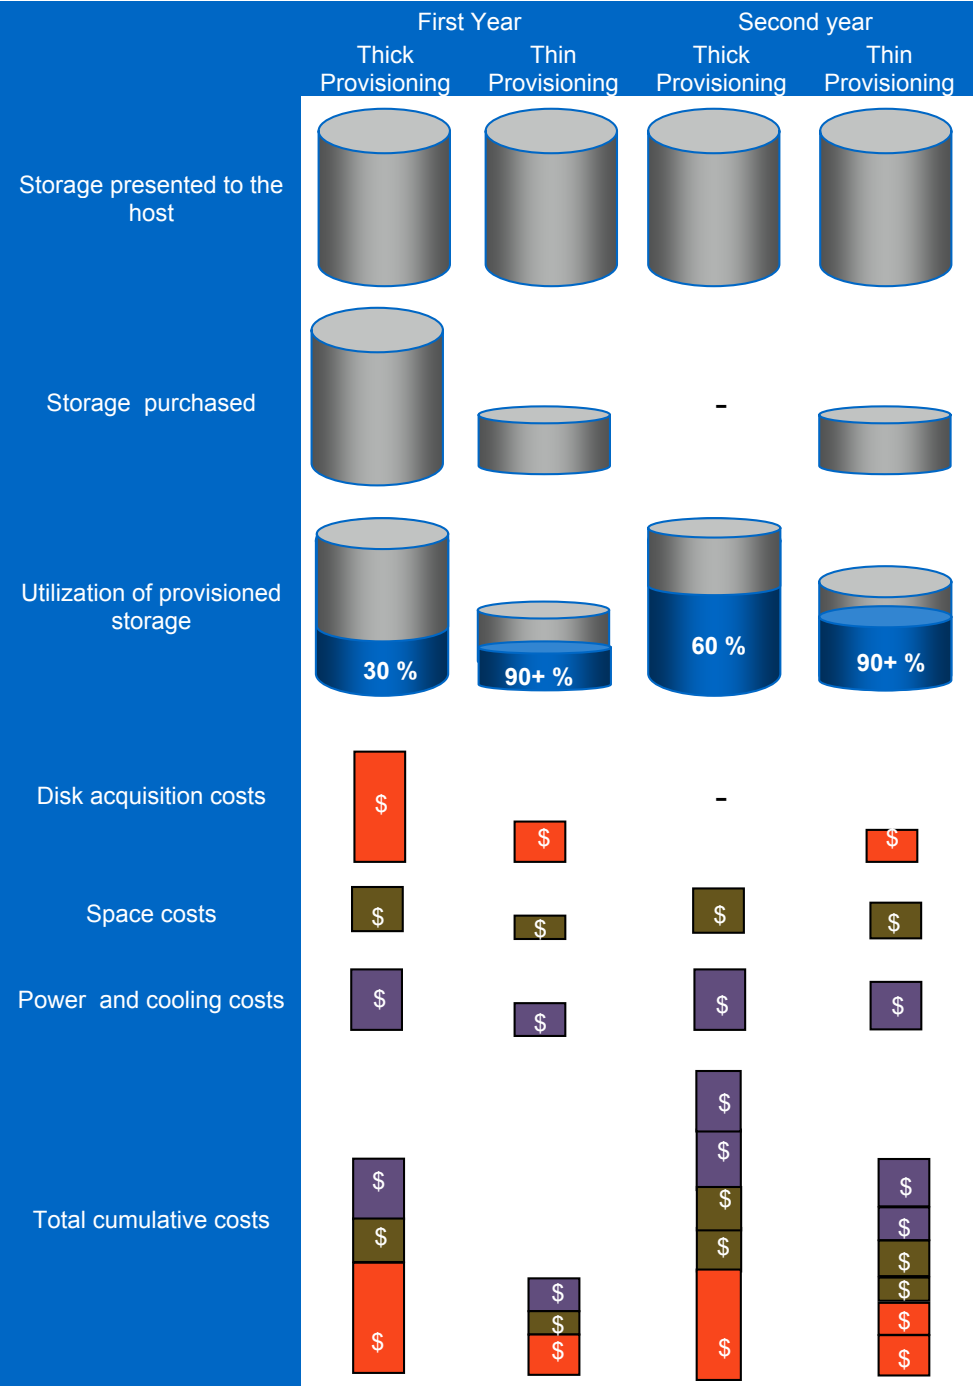 First Year Second year
Thick Provisioning Thin Provisioning Thick Provisioning Thin Provisioning
Storage presented to the
host
Storage purchased
-
Utilization of provisioned
storage
30 % 90+ % 60 % 90+ %
Disk acquisition costs
$ $ - $
Space costs
$ $ $ $
Power and cooling costs
$ $ $ $
Total cumulative costs
$ $ $
$ $ $
$ $ $
$ $ $ $ $ $ $ $